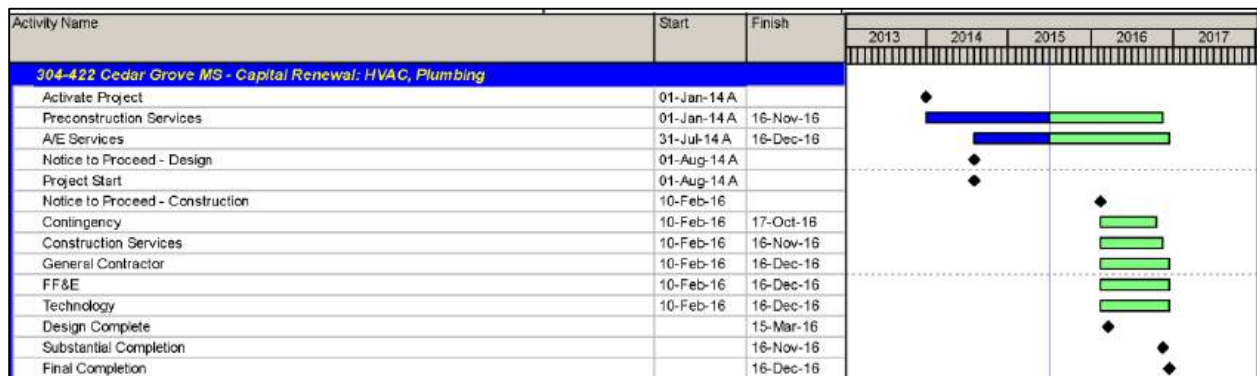 Activity Name Start Finish
2013 2014 2015 2016 2017
304-422 Cedar Grove MS - Capital Renewal: HVAC, Plumbing
Activate Project 01-Jan-14 A
Preconstruction Services 01-Jan-14 A 16-Nov-16
A/E Services 31-Jul-14 A 16-Dec-16
Notice to Proceed - Design 01-Aug-14 A
Project Start 01-Aug-14 A
Notice to Proceed - Construction 10-Feb-16
Contingency 10-Feb-16 17-Oct-16
Construction Services 10-Feb-16 16-Nov-16
General Contractor 10-Feb-16 16-Dec-16
FF&E 10-Feb-16 16-Dec-16
Technology 10-Feb-16 16-Dec-16
Design Complete 15-Mar-16
Substantial Completion 16-Nov-16
Final Completion 16-Dec-16